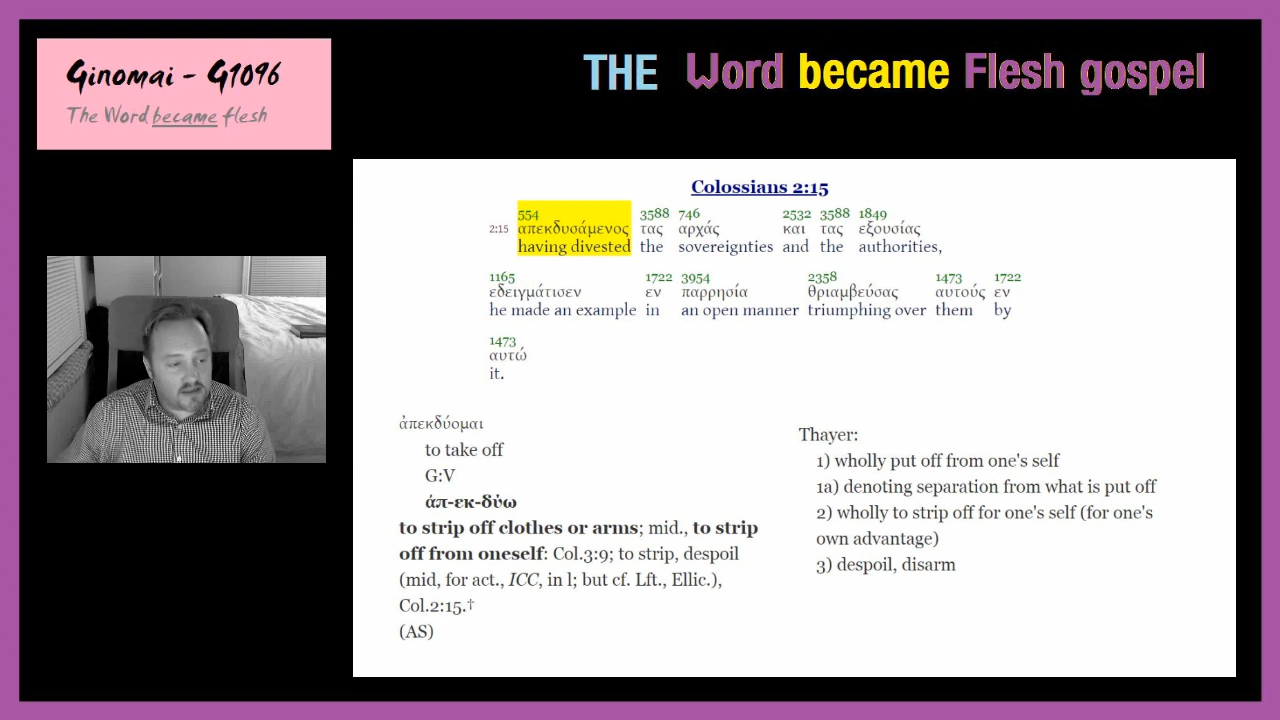 Ginomai - G1096
The Word became flesh
THE Word became Flesh gospel
Colossians 2:15
554 3588 746 2532 3588 1849
2:15 απεκδυσάμενος τας αρχάς και τας εξουσίας
having divested the sovereignties and the authorities,
1165 1722 3954 2358 1473 1722
εδειγμάτισεν εν παρρησία θριαμβεύσας αυτούς εν
he made an example in an open manner triumphing over them by
1473
αυτώ
it.
ἀπεκδύομαι
to take off
G:V
ἀπ-εκ-δύω
to strip off clothes or arms; mid., to strip
off from oneself: Col.3:9; to strip, despoil
(mid, for act., ICC, in l; but cf. Lft., Ellic.),
Col.2:15.†
(AS)
Thayer:
1) wholly put off from one's self
1a) denoting separation from what is put off
2) wholly to strip off for one's self (for one's
own advantage)
3) despoil, disarm